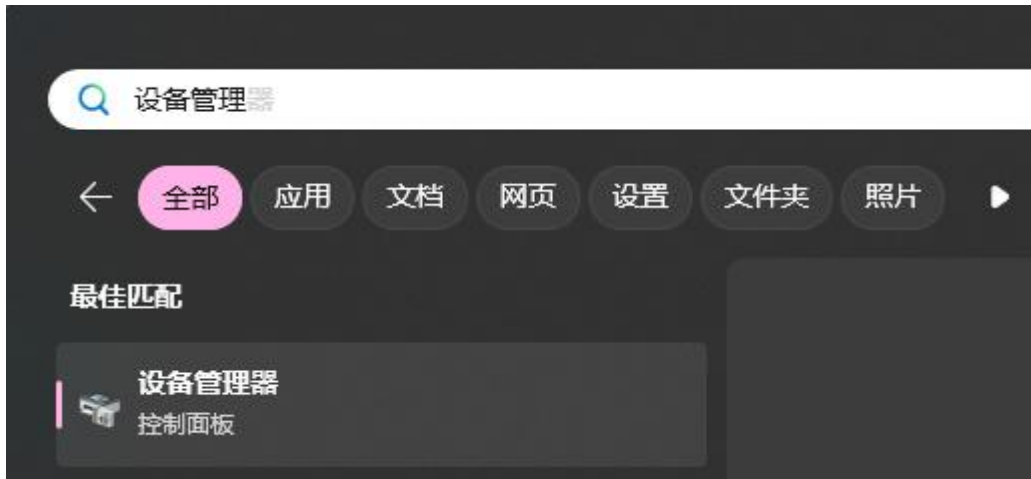 设备管理器
全部 应用 文档 网页 设置 文件夹 照片
最佳匹配
设备管理器
控制面板